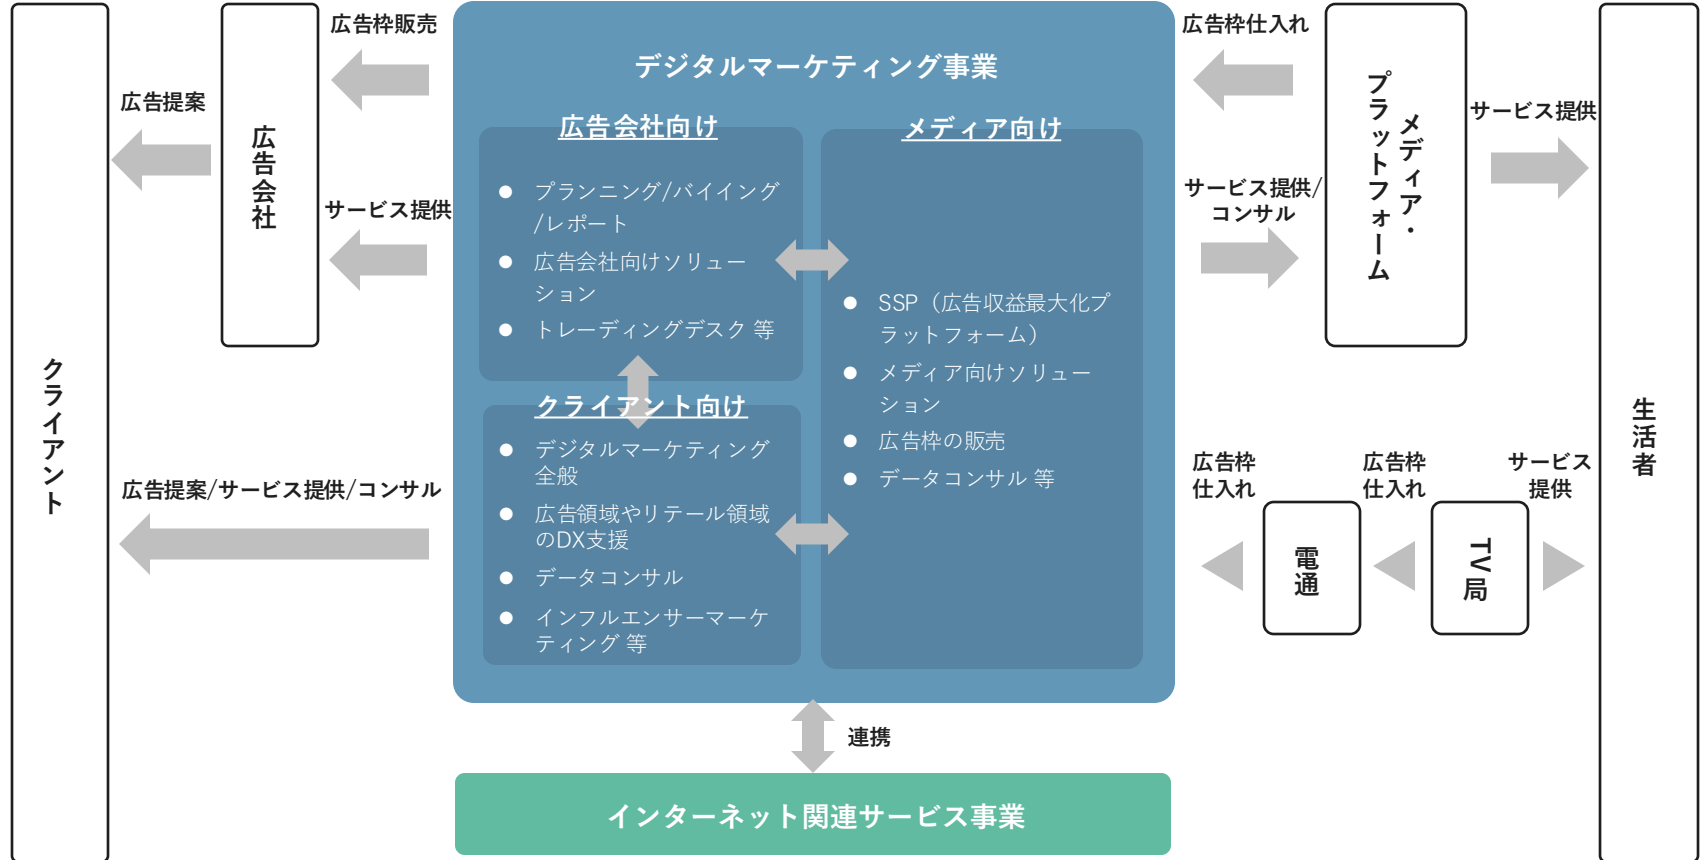 クライアント
広告提案
広告会社
広告枠販売
サービス提供
広告提案/サービス提供/コンサル
デジタルマーケティング事業
広告会社向け
プランニング/バイイング
/レポート
広告会社向けソリュー
ション
トレーディングデスク 等
クライアント向け
デジタルマーケティング
全般
広告領域やリテール領域
のDX支援
データコンサル
インフルエンサーマーケ
ティング 等
メディア向け
SSP（広告収益最大化プ
ラットフォーム）
メディア向けソリュー
ション
広告枠の販売
データコンサル 等
広告枠仕入れ
サービス提供/
コンサル
メディア・
プラットフォーム
サービス提供
広告枠
仕入れ
電通
広告枠
仕入れ
TV局
サービス
提供
生活者
連携
インターネット関連サービス事業